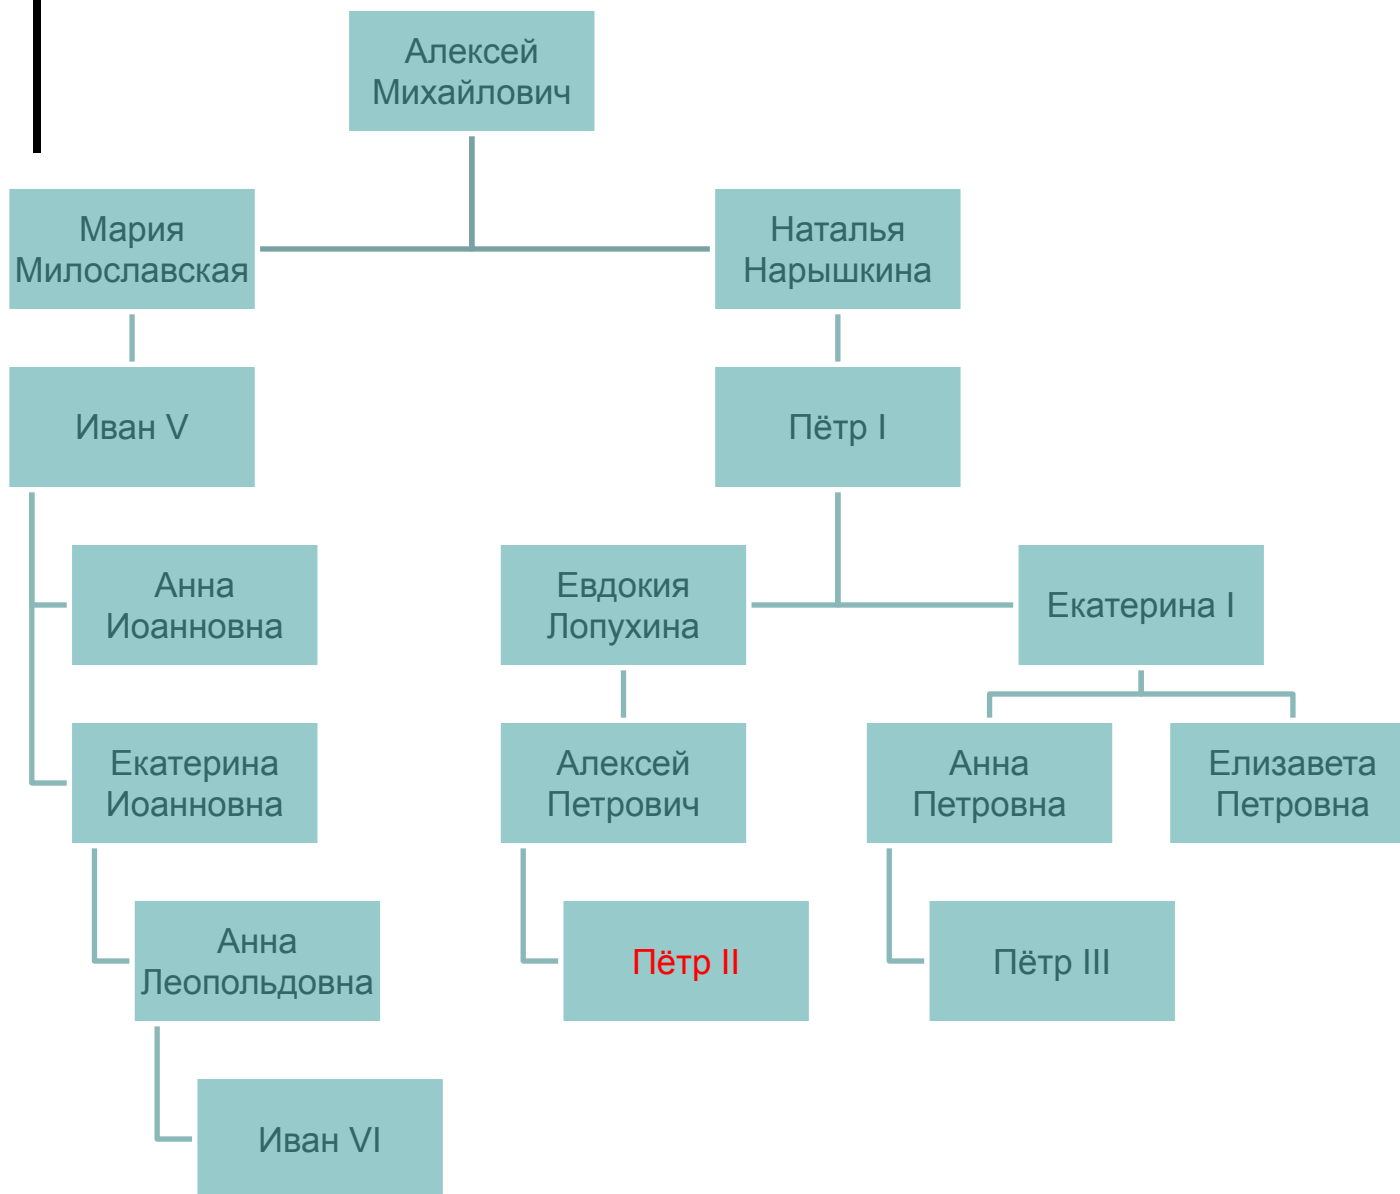 Алексей
Михайлович
Мария
Милославская
Наталья
Нарышкина
Иван V
Пётр I
Анна
Иоанновна
Евдокия
Лопухина
Екатерина I
Екатерина
Иоанновна
Алексей
Петрович
Анна
Петровна
Елизавета
Петровна
Анна
Леопольдовна
Пётр II
Пётр III
Иван VI